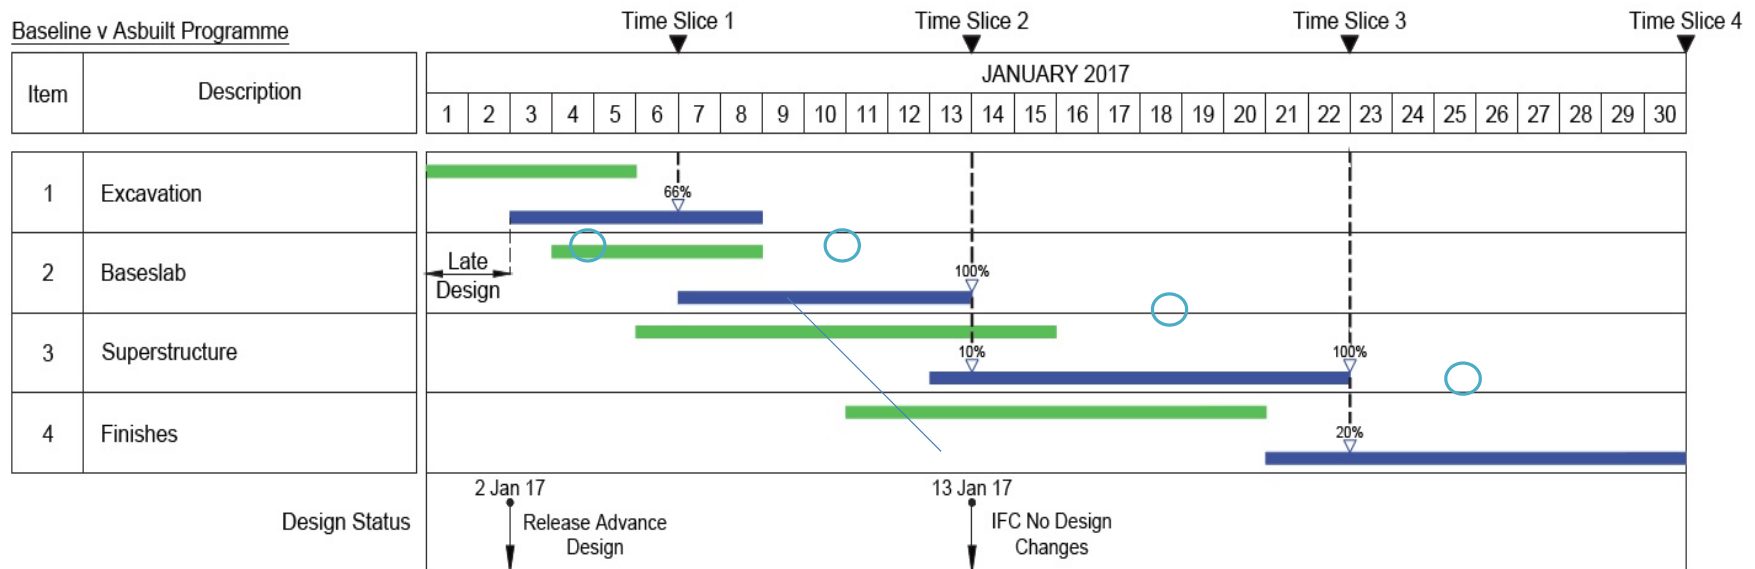 Time Slice 1 Time Slice 2 Time Slice 3 Time Slice 4
Baseline v Asbuilt Programme
Item Description JANUARY 2017
1 2 3 4 5 6 7 8 9 10 11 12 13 14 15 16 17 18 19 20 21 22 23 24 25 26 27 28 29 30
1 Excavation 66%
2 Baseslab Late
Design 100%
3 Superstructure 10% 100%
4 Finishes 20%
2 Jan 17 13 Jan 17
Design Status Release Advance IFC No Design
Design Changes